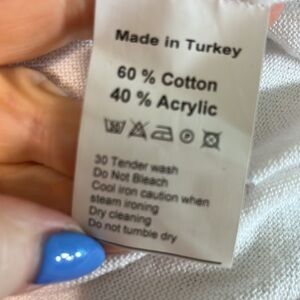 Made in Turkey
60 % Cotton
40 % Acrylic
30 Tender wash
Do Not Bleach
Cool iron caution when
steam ironing
Dry cleaning
Do not tumble dry